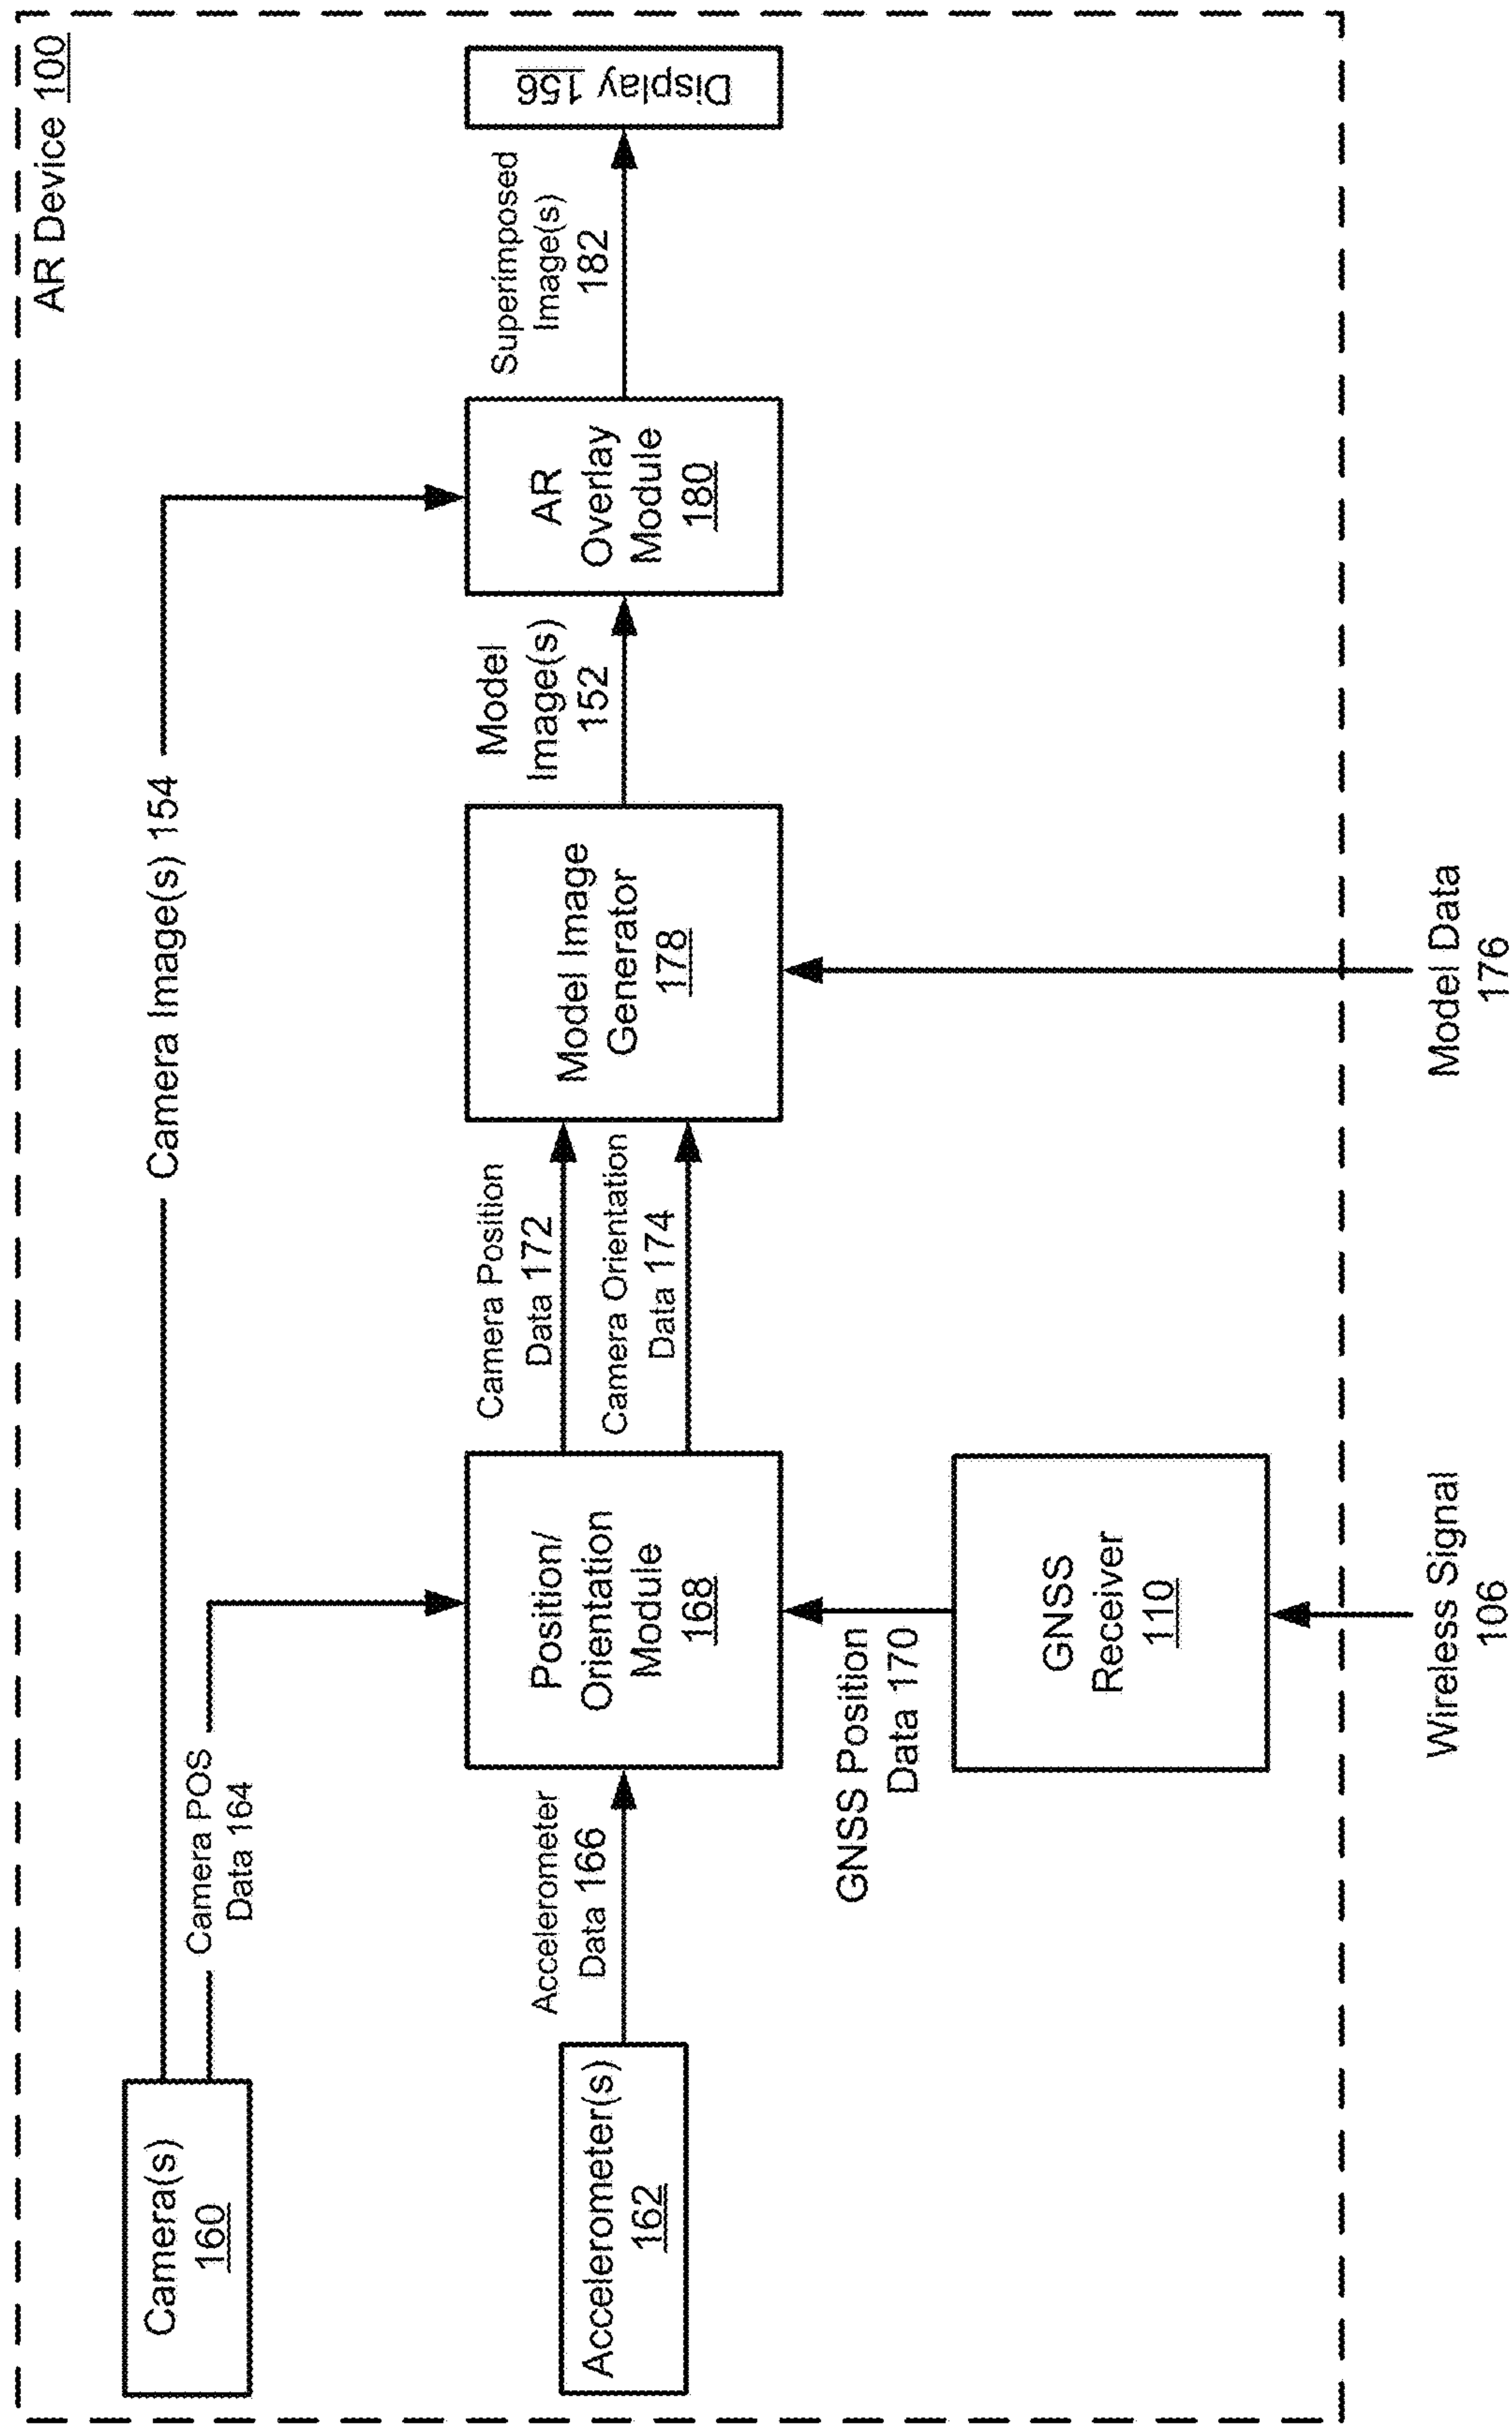 AR Device 100
Camera(s)
160
Camera Image(s) 154
Camera POS
Data 164
Accelerometer(s)
162
Accelerometer
Data 166
Position/
Orientation
Module
168
Camera Position
Data 172
Camera Orientation
Data 174
Model Image
Generator
178
Model
Image(s)
152
AR
Overlay
Module
180
Superimposed
Image(s)
182
Display 156
GNSS Position
Data 170
GNSS
Receiver
110
Wireless Signal
106
Model Data
176